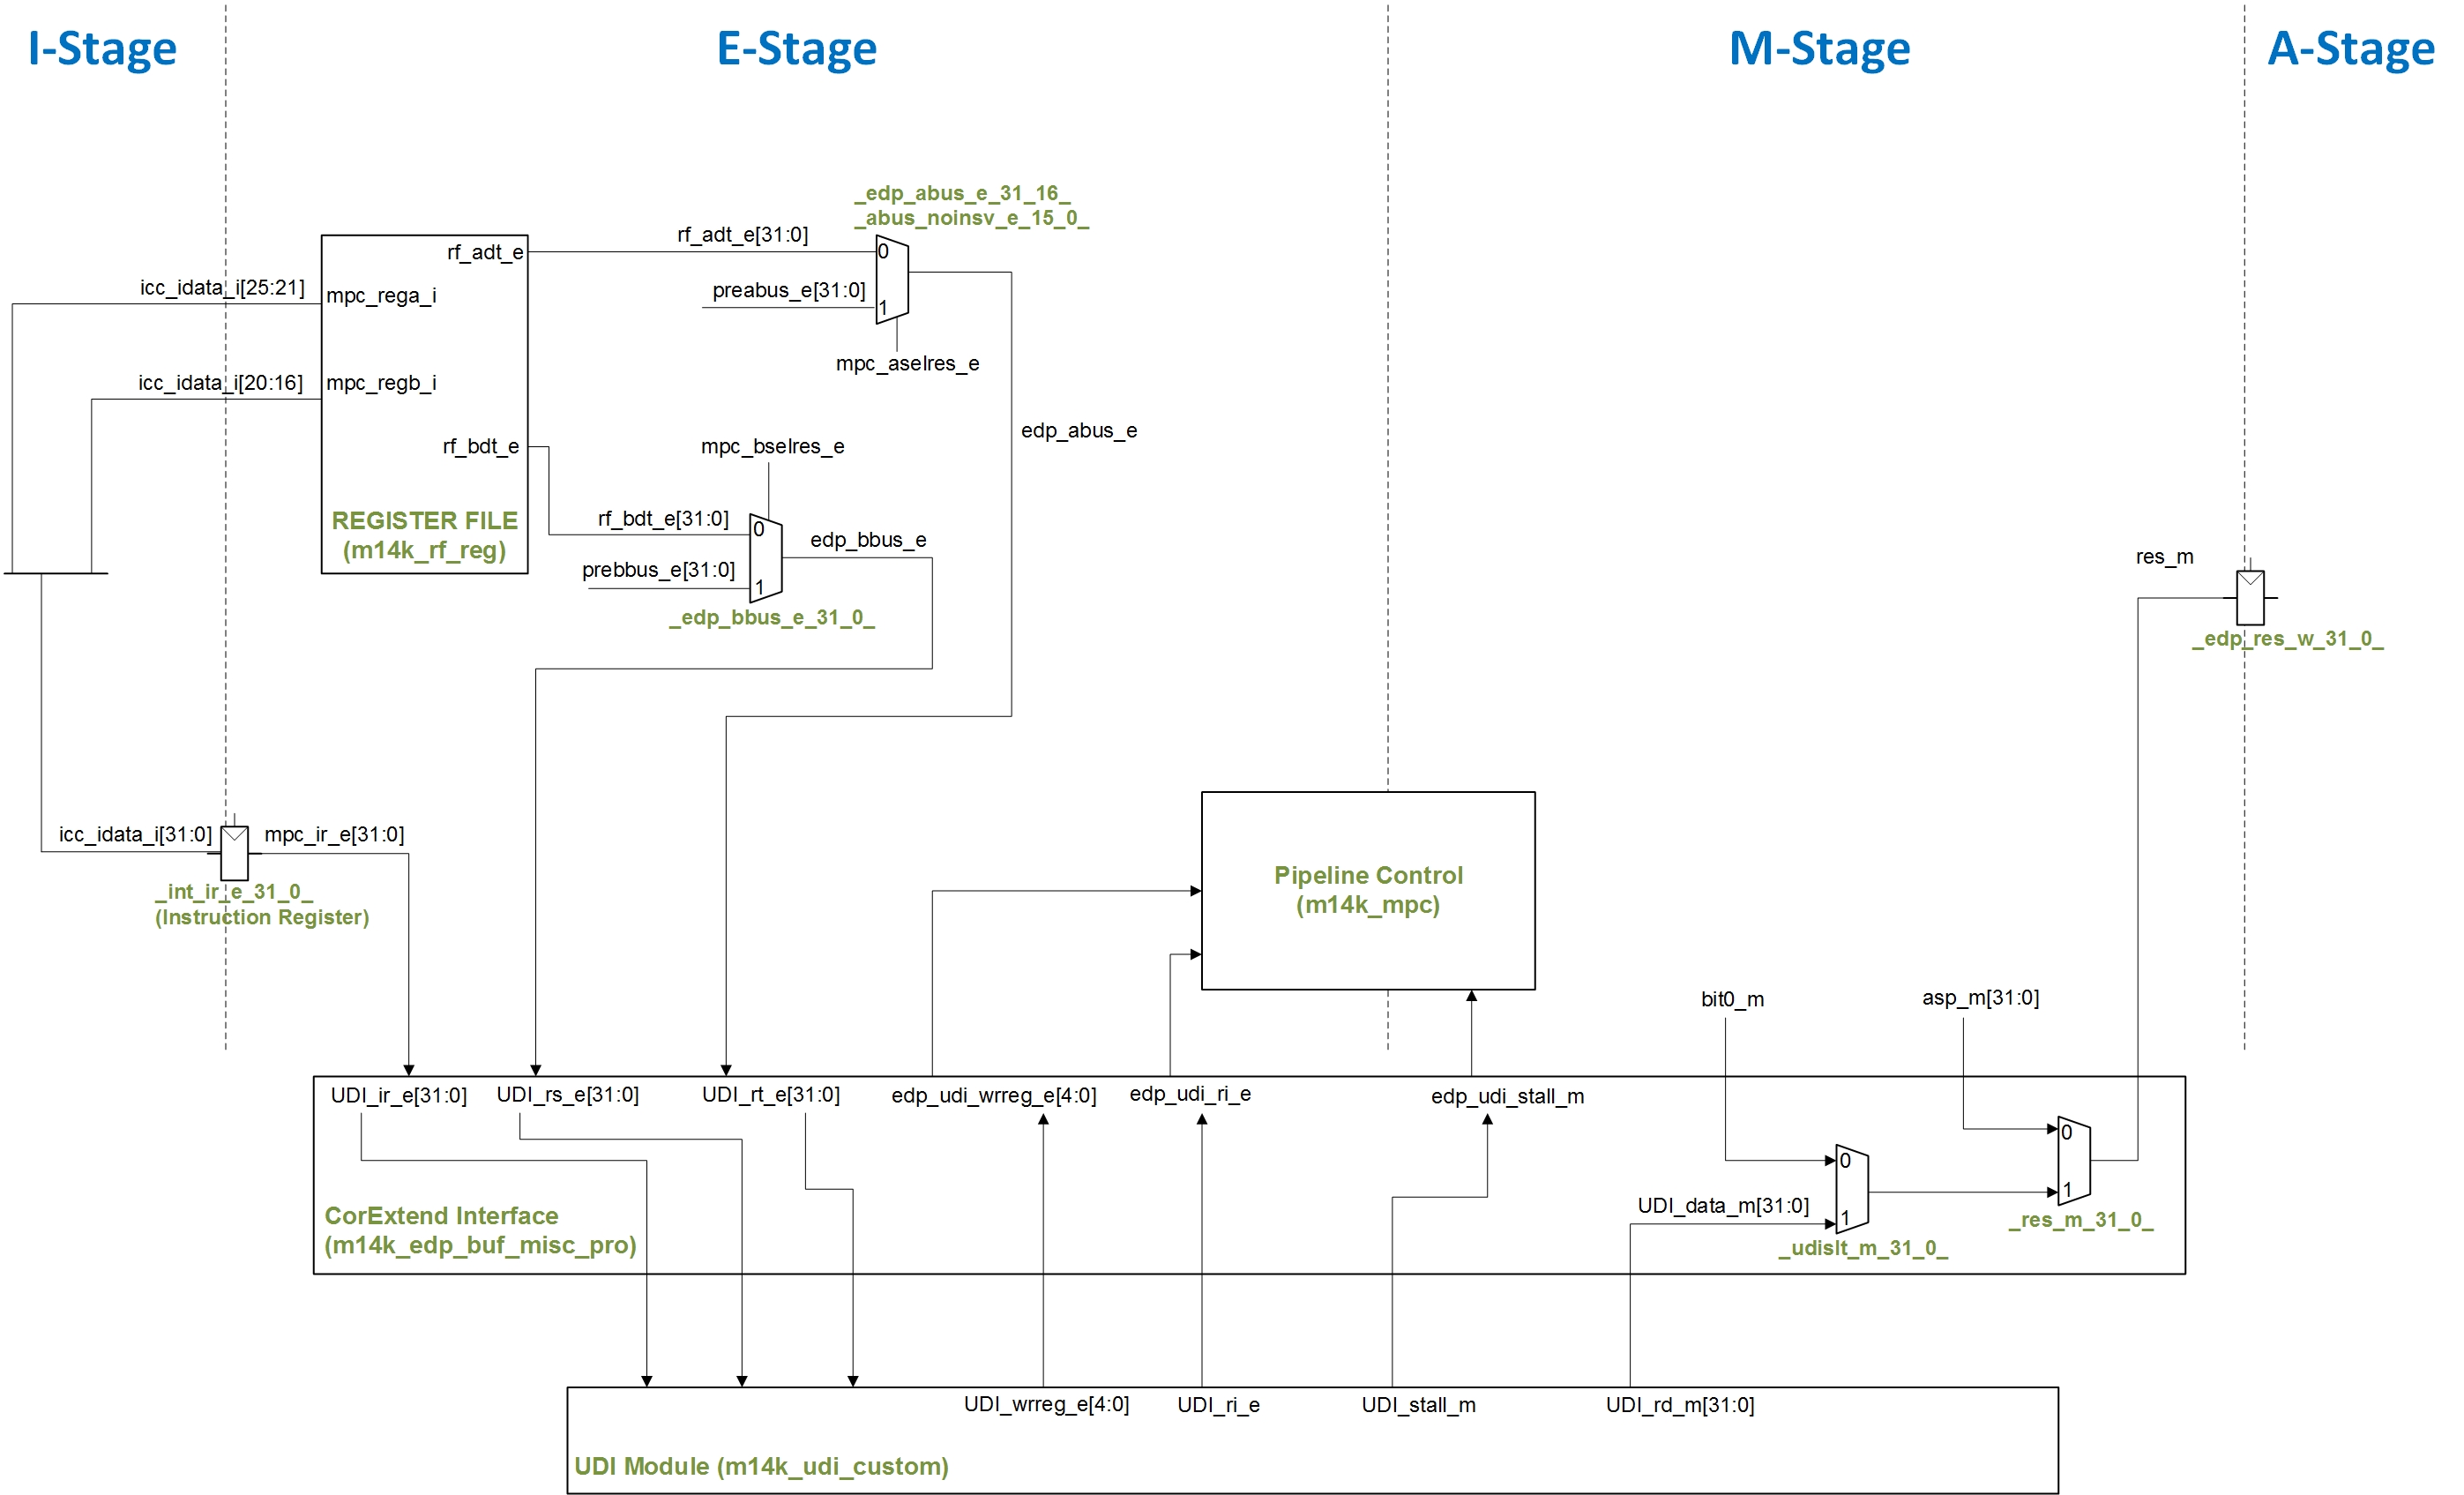 I-Stage
E-Stage
M-Stage
A-Stage
_edp_abus_e_31_16_
_abus_noinsv_e_15_0_
rf_adt_e
rf_adt_e[31:0]
0
icc_idata_i[25:21]
mpc_rega_i
preabus_e[31:0]
1
mpc_aselres_e
icc_idata_i[20:16]
mpc_regb_i
edp_abus_e
rf_bdt_e
mpc_bselres_e
REGISTER FILE
(m14k_rf_reg)
rf_bdt_e[31:0]
0
edp_bbus_e
prebbus_e[31:0]
1
_edp_bbus_e_31_0_
res_m
_edp_res_w_31_0_
icc_idata_i[31:0]
mpc_ir_e[31:0]
_int_ir_e_31_0_
(Instruction Register)
Pipeline Control
(m14k_mpc)
bit0_m
asp_m[31:0]
UDI_ir_e[31:0]
UDI_rs_e[31:0]
UDI_rt_e[31:0]
edp_udi_wrreg_e[4:0]
edp_udi_ri_e
edp_udi_stall_m
0
1
_res_m_31_0_
0
UDI_data_m[31:0]
1
_udislt_m_31_0_
CorExtend Interface
(m14k_edp_buf_misc_pro)
UDI_wrreg_e[4:0]
UDI_ri_e
UDI_stall_m
UDI_rd_m[31:0]
UDI Module (m14k_udi_custom)